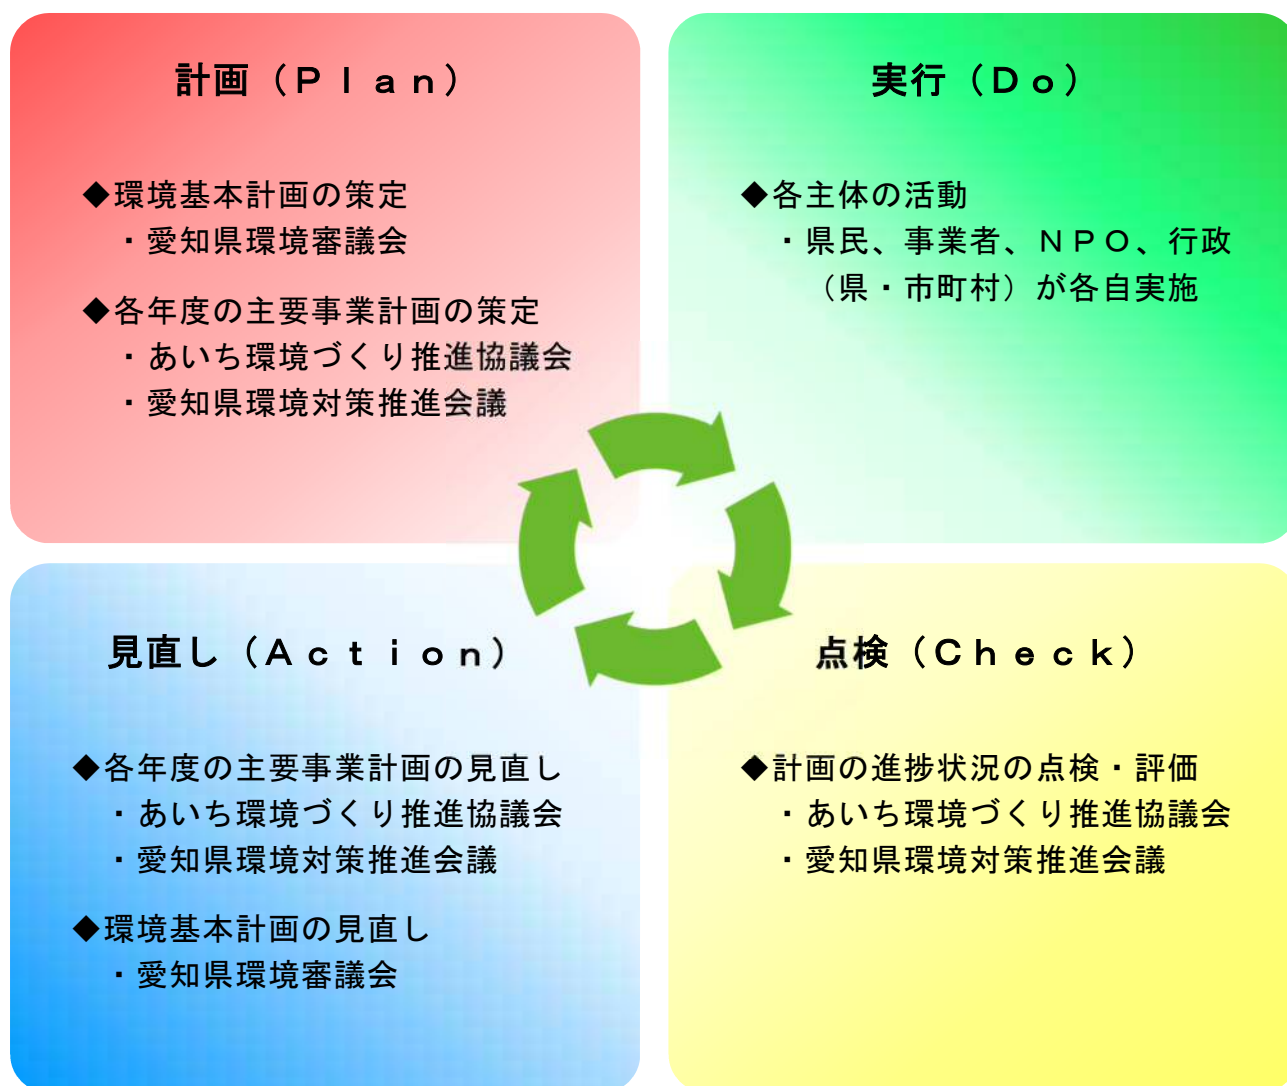 計画（Ｐｌａｎ）
◆環境基本計画の策定
・愛知県環境審議会
◆各年度の主要事業計画の策定
・あいち環境づくり推進協議会
・愛知県環境対策推進会議
実行（Ｄｏ）
◆各主体の活動
・県民、事業者、ＮＰＯ、行政
（県・市町村）が各自実施
見直し（Ａｃｔｉｏｎ）
◆各年度の主要事業計画の見直し
・あいち環境づくり推進協議会
・愛知県環境対策推進会議
◆環境基本計画の見直し
・愛知県環境審議会
点検（Ｃｈｅｃｋ）
◆計画の進捗状況の点検・評価
・あいち環境づくり推進協議会
・愛知県環境対策推進会議